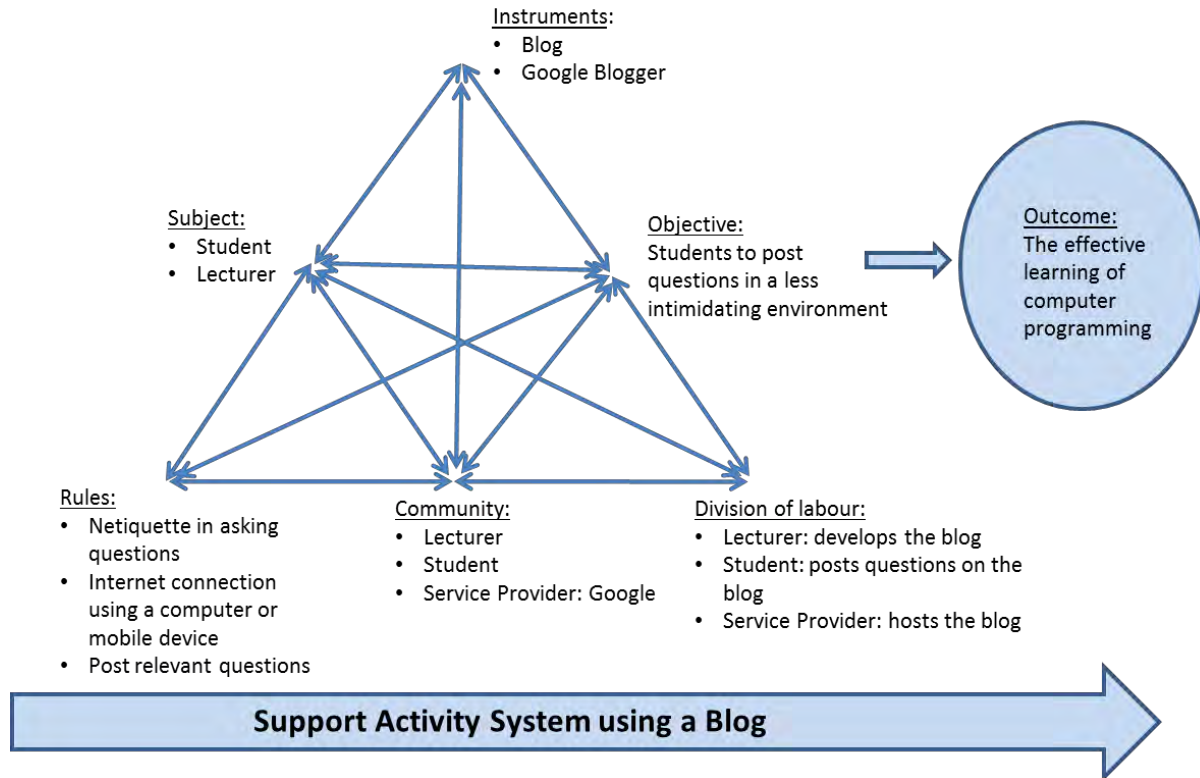 Instruments:
• Blog
• Google Blogger
Subject:
• Student
• Lecturer
Objective:
Students to post
questions in a less
intimidating environment
Outcome:
The effective
learning of
computer
programming
Rules:
• Netiquette in asking
questions
• Internet connection
using a computer or
mobile device
• Post relevant questions
Community:
• Lecturer
• Student
• Service Provider: Google
Division of labour:
• Lecturer: develops the blog
• Student: posts questions on the
blog
• Service Provider: hosts the blog
Support Activity System using a Blog